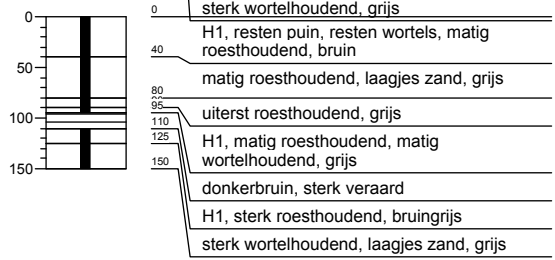 sterk wortelhoudend, grijs
0
0
H1, resten puin, resten wortels, matig
roesthoudend, bruin
40
50
matig roesthoudend, laagjes zand, grijs
80
95
uiterst roesthoudend, grijs
100
110
H1, matig roesthoudend, matig
wortelhoudend, grijs
125
150
150
donkerbruin, sterk veraard
H1, sterk roesthoudend, bruingrijs
sterk wortelhoudend, laagjes zand, grijs